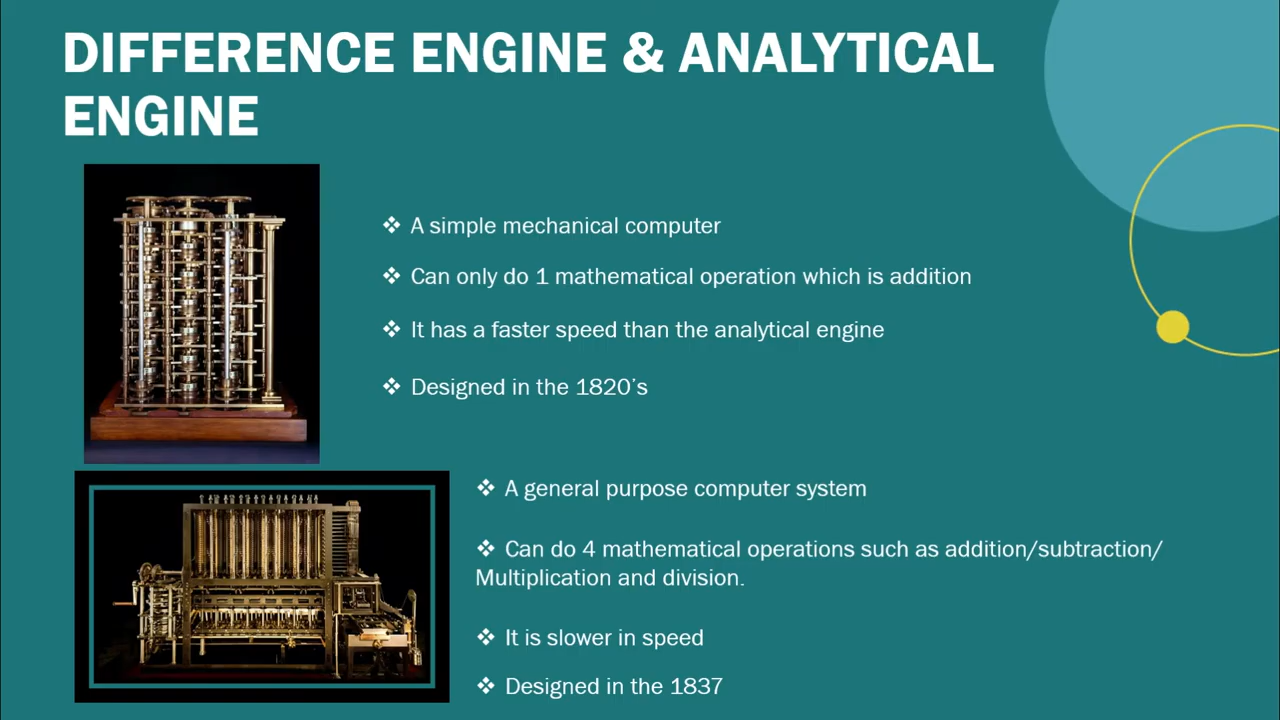 DIFFERENCE ENGINE & ANALYTICAL
ENGINE
❖ A simple mechanical computer
❖ Can only do 1 mathematical operation which is addition
❖ It has a faster speed than the analytical engine
❖ Designed in the 1820’s
❖ A general purpose computer system
❖ Can do 4 mathematical operations such as addition/subtraction/
Multiplication and division.
❖ It is slower in speed
❖ Designed in the 1837